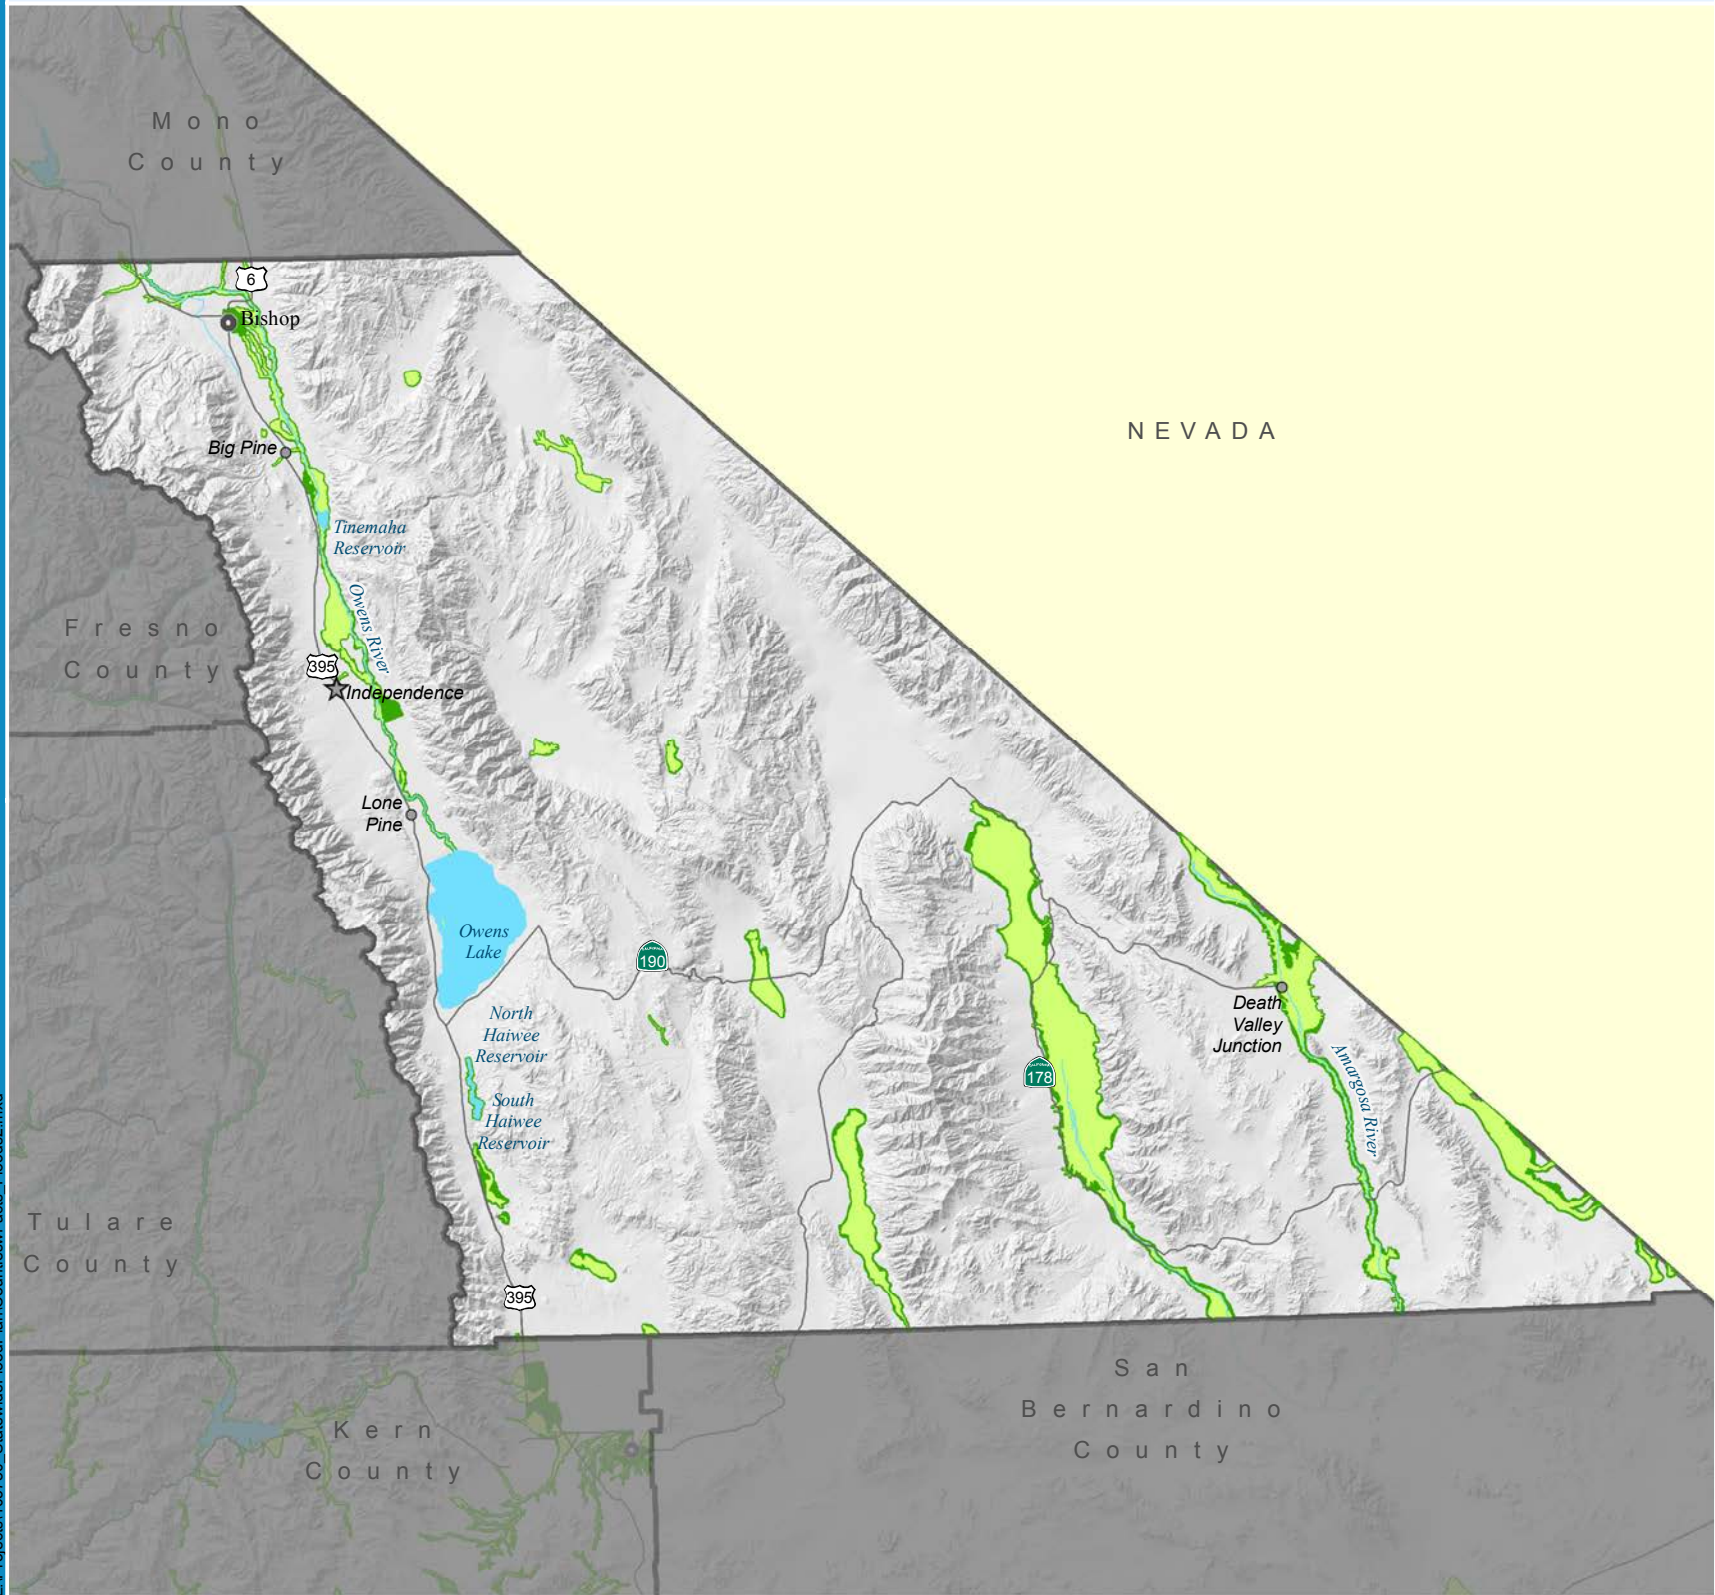 Mono
County
6
Bishop
NEVADA
Big Pine
Tinemaha
Reservoir
Owens River
Fresno
County
395
Independence
Lone
Pine
Owens
Lake
CALIFORNIA
190
North
Haiwee
Reservoir
Death
Valley
Junction
Amargosa River
CALIFORNIA
178
South
Haiwee
Reservoir
Tulare
County
395
San
Bernardino
County
Kern
County